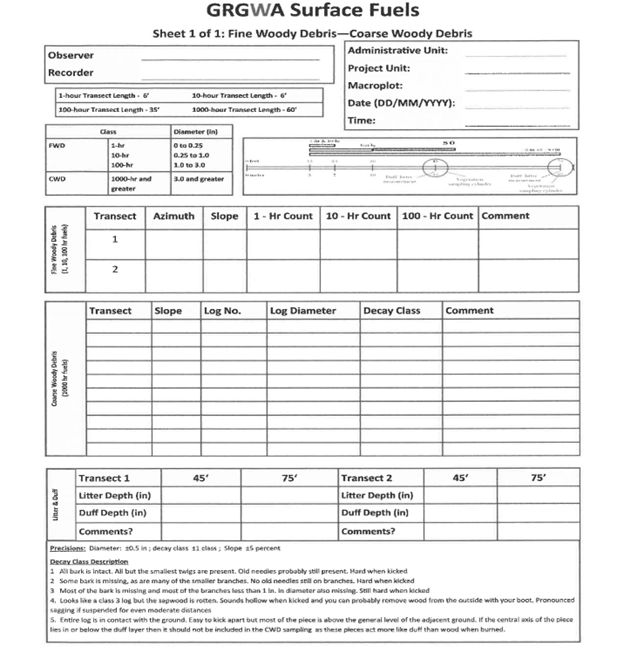 GRGWA Surface Fuels
Sheet 1 of 1: Fine Woody Debris—Coarse Woody Debris
Observer
Recorder
Administrative Unit:
Project Unit:
Macroplot:
Date (DD/MM/YYYY):
Time:
1-hour Transect Length - 6' 10-hour Transect Length - 6'
100-hour Transect Length - 35' 1000-hour Transect Length - 60'
Class Diameter (in)
FWD 1-hr 0 to 0.25
10-hr 0.25 to 1.0
100-hr 1.0 to 3.0
CWD 1000-hr and 3.0 and greater
greater
Fine Woody Debris
(1, 10, 100 hr fuels)
Transect Azimuth Slope 1 - Hr Count 10 - Hr Count 100 - Hr Count Comment
1
2
Coarse Woody Debris
(1000 hr fuels)
Transect Slope Log No. Log Diameter Decay Class Comment
Litter & Duff
Transect 1 45' 75' Transect 2 45' 75'
Litter Depth (in) Litter Depth (in)
Duff Depth (in) Duff Depth (in)
Comments? Comments?
Precisions: Diameter: ±0.5 in ; decay class ±1 class ; Slope ±5 percent
Decay Class Description
1 All bark is intact. All but the smallest twigs are present. Old needles probably still present. Hard when kicked
2 Some bark is missing, as are many of the smaller branches. No old needles still on branches. Hard when kicked
3 Most of the bark is missing and most of the branches less than 1 in. in diameter also missing. Still hard when kicked
4. Looks like a class 3 log but the sapwood is rotten. Sounds hollow when kicked and you can probably remove wood from the outside with your boot. Pronounced
sagging if suspended for even moderate distances
5. Entire log is in contact with the ground. Easy to kick apart but most of the piece is above the general level of the adjacent ground. If the central axis of the piece
lies in or below the duff layer then it should not be included in the CWD sampling as these pieces act more like duff than wood when burned.